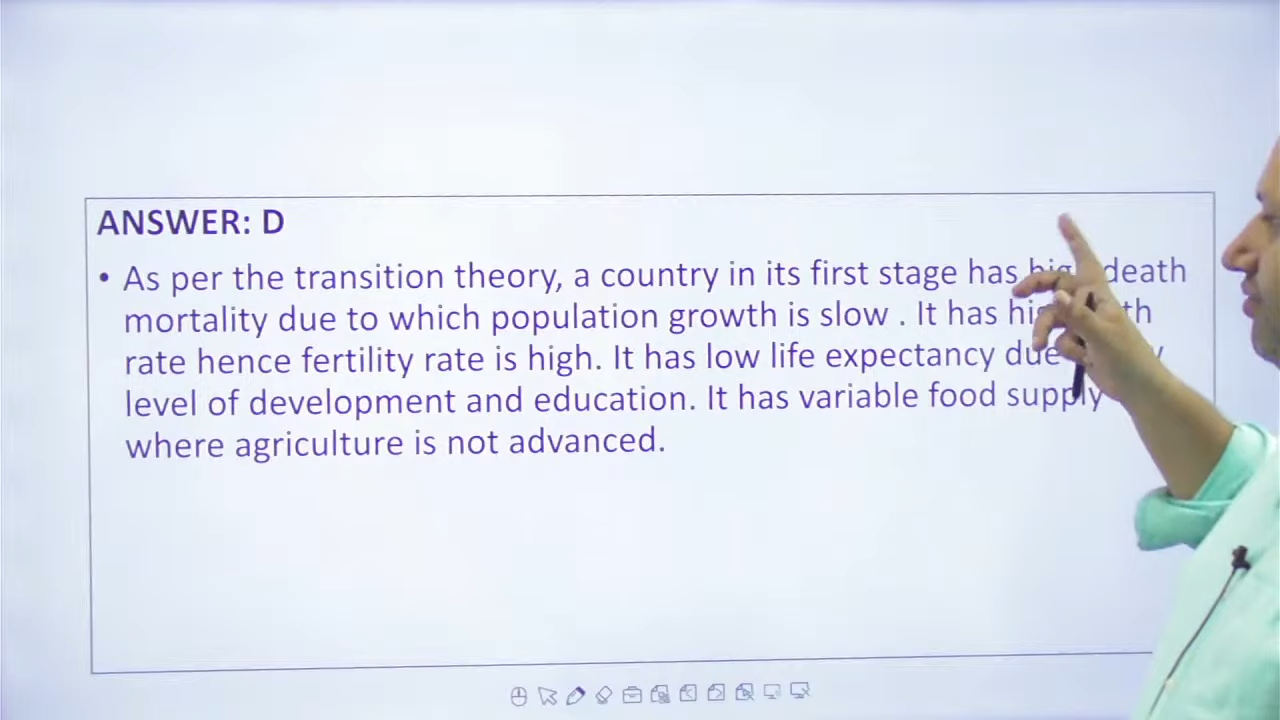 ANSWER: D
• As per the transition theory, a country in its first stage has death
mortality due to which population growth is slow . It has
rate hence fertility rate is high. It has low life expectancy due
level of development and education. It has variable food supply
where agriculture is not advanced.